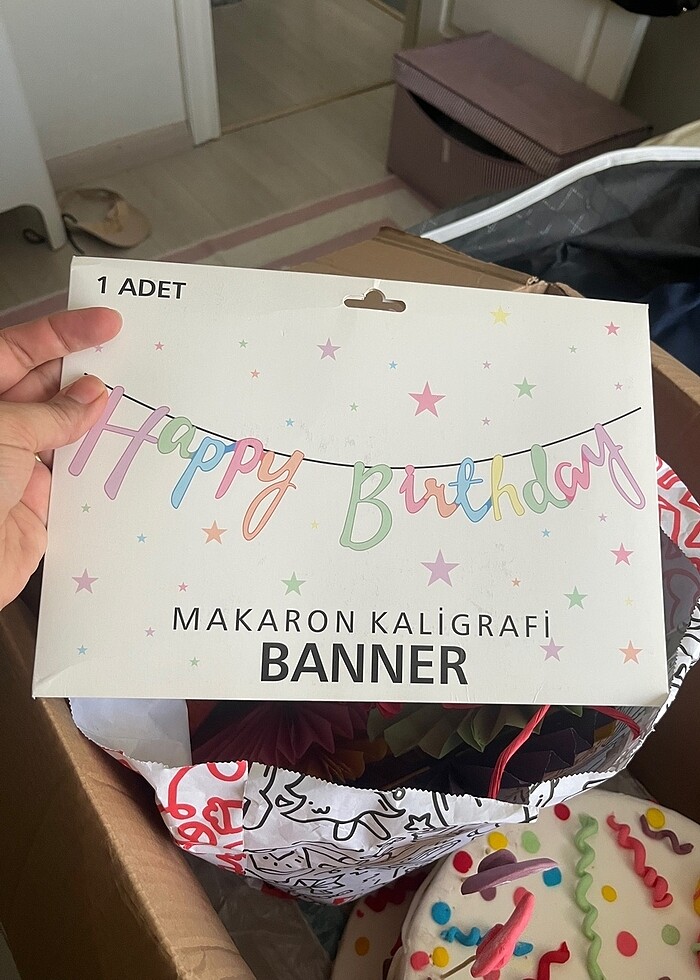 1 ADET
Happy Birthday
MAKARON KALİGRAFİ
BANNER